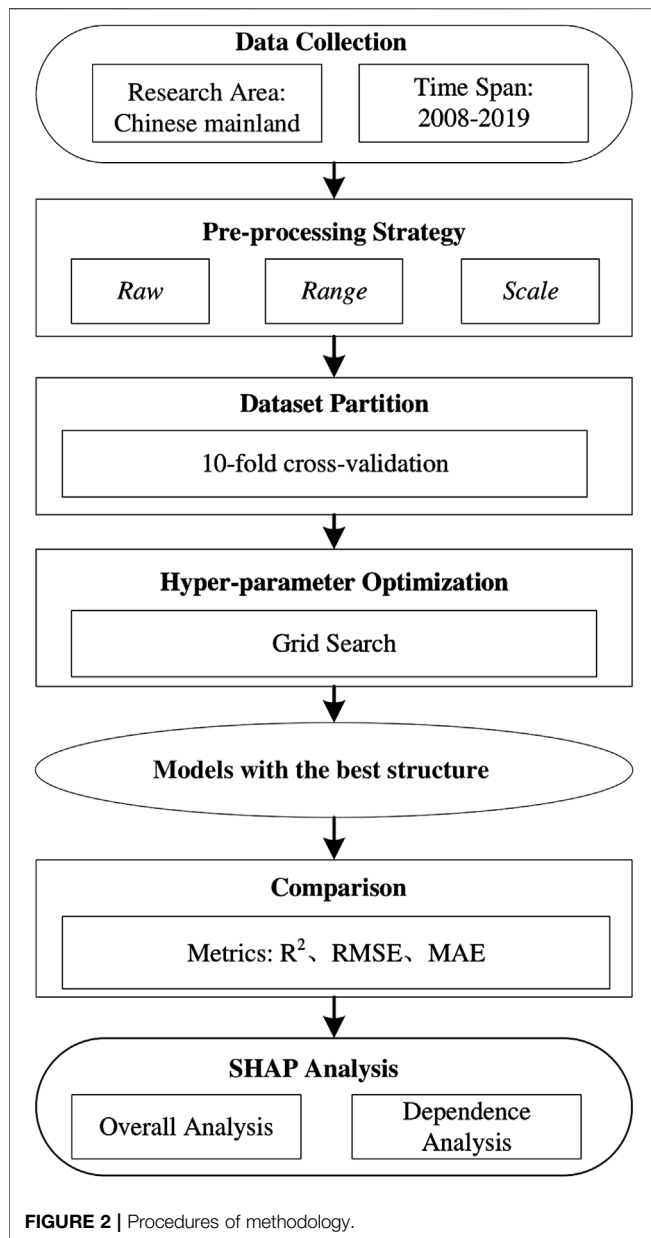 Data Collection
Research Area:
Chinese mainland
Time Span:
2008-2019
Pre-processing Strategy
Raw
Range
Scale
Dataset Partition
10-fold cross-validation
Hyper-parameter Optimization
Grid Search
Models with the best structure
Comparison
Metrics: R²、RMSE、MAE
SHAP Analysis
Overall Analysis
Dependence
Analysis
FIGURE 2 | Procedures of methodology.